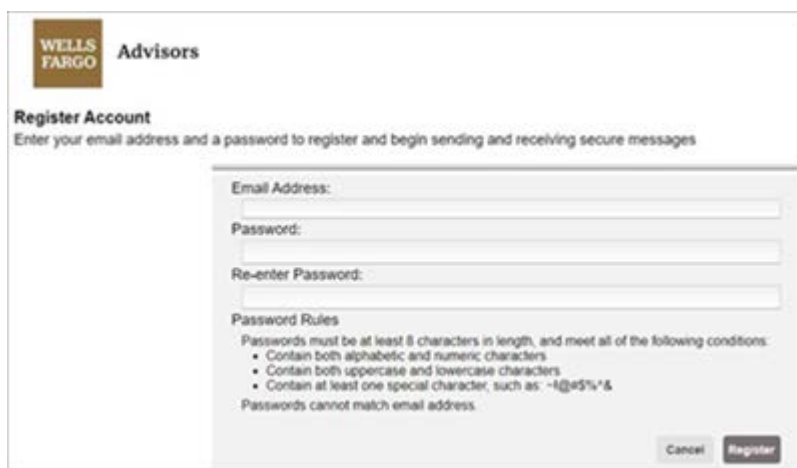 WELLS
FARGO
Advisors
Register Account
Enter your email address and a password to register and begin sending and receiving secure messages
Email Address:
Password:
Re-enter Password:
Password Rules
Passwords must be at least 8 characters in length, and meet all of the following conditions:
• Contain both alphabetic and numeric characters
• Contain both uppercase and lowercase characters
• Contain at least one special character, such as: ~!@#$%^&
Passwords cannot match email address.
Cancel Register